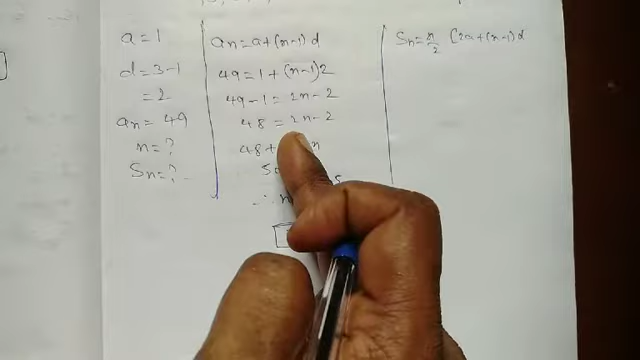 a = 1
d = 3-1
= 2
an = 49
n = ?
Sn = ?
an = a + (n-1) d
49 = 1 + (n-1) 2
49 - 1 = 2n - 2
48 = 2n - 2
48 +
∴ n
Sn = n/2 [2a + (n-1) d